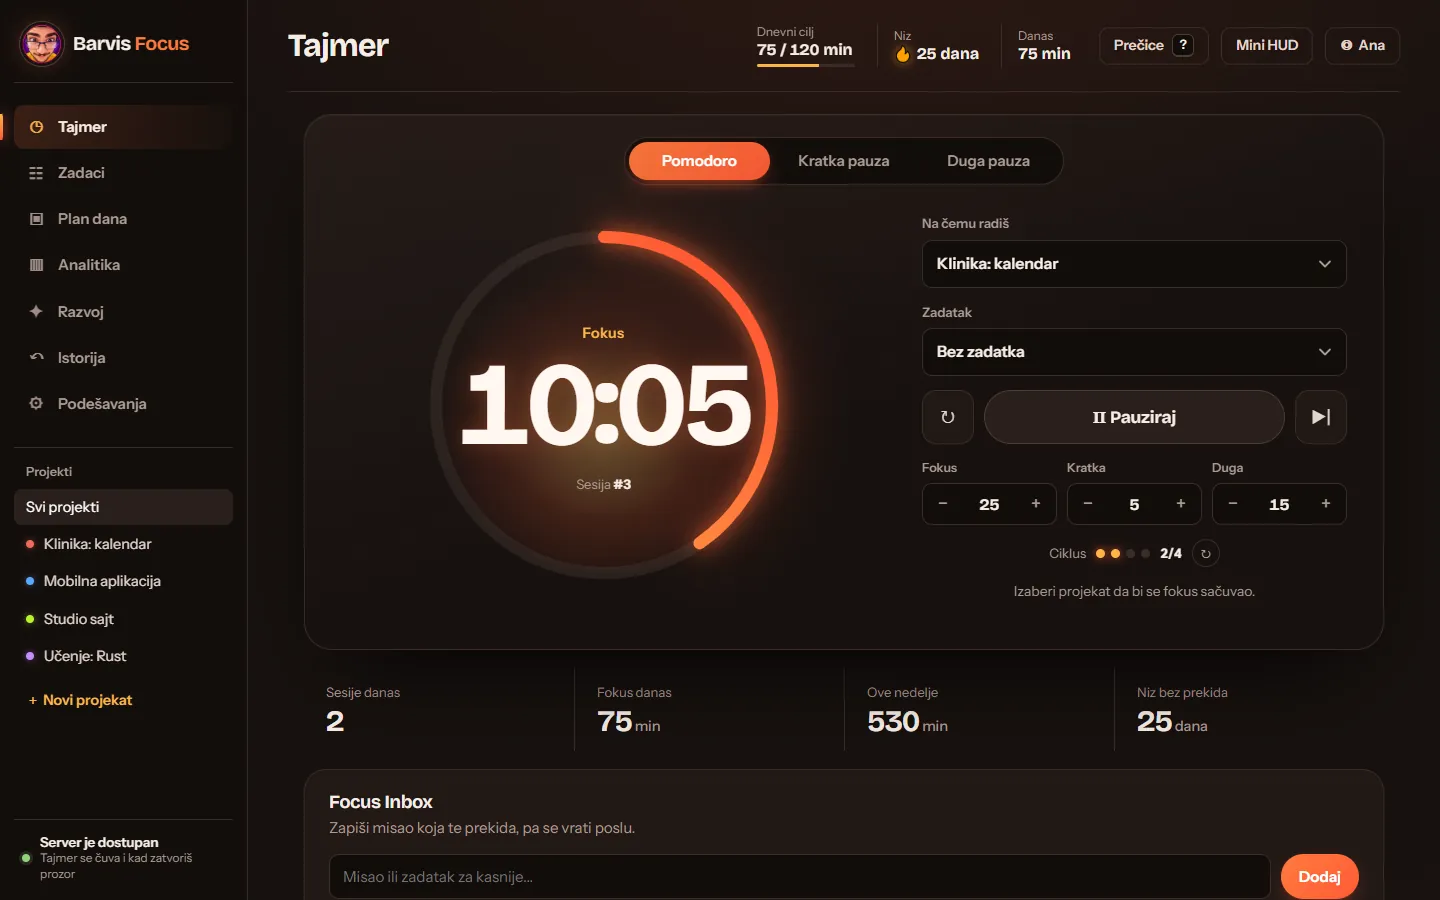 Barvis Focus
Tajmer
Zadaci
Plan dana
Analitika
Razvoj
Istorija
Podešavanja
Projekti
Svi projekti
Klinika: kalendar
Mobilna aplikacija
Studio sajt
Učenje: Rust
+ Novi projekat
Server je dostupan
Tajmer se čuva i kad zatvoriš
prozor
Tajmer
Dnevni cilj
75 / 120 min
Niz
🔥 25 dana
Danas
75 min
Prečice ?
Mini HUD
Ana
Pomodoro
Kratka pauza
Duga pauza
Fokus
10:05
Sesija #3
Na čemu radiš
Klinika: kalendar
Zadatak
Bez zadatka
Pauziraj
Fokus
Kratka
Duga
− 25 +
− 5 +
− 15 +
Ciklus 2/4
Izaberi projekat da bi se fokus sačuvao.
Sesije danas
2
Fokus danas
75 min
Ove nedelje
530 min
Niz bez prekida
25 dana
Focus Inbox
Zapiši misao koja te prekida, pa se vrati poslu.
Misao ili zadatak za kasnije...
Dodaj